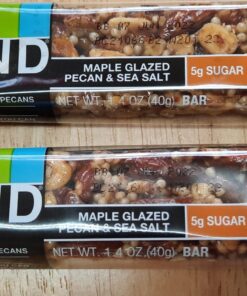 ND
MAPLE GLAZED
PECAN & SEA SALT
5g SUGAR
PECANS
NET WT. 1.4 OZ (40g) BAR
MAPLE GLAZED
PECAN & SEA SALT
5g SUGAR
PECANS
NET WT. 1.4 OZ. (40g) BAR